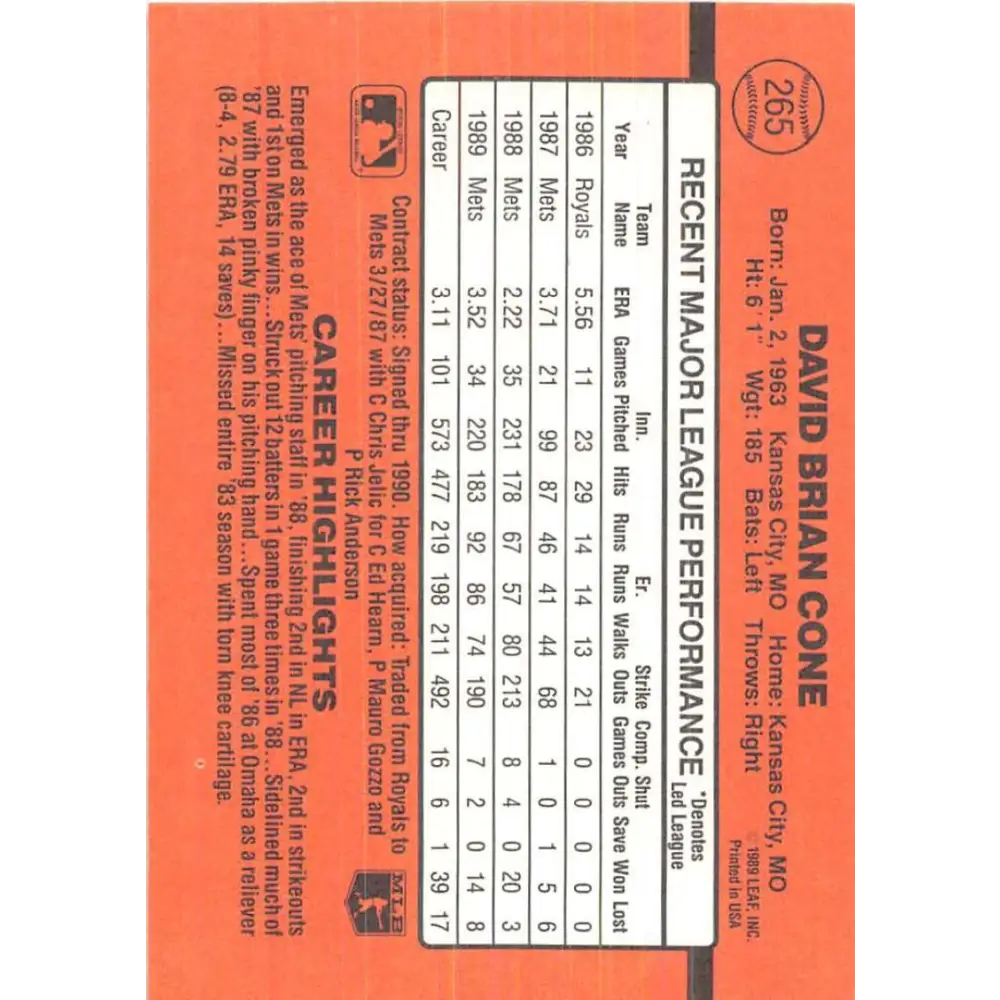 265
DAVID BRIAN CONE
Born: Jan. 2, 1963 Kansas City, MO Home: Kansas City, MO
Ht: 6'1" Wgt: 185 Bats: Left Throws: Right
© 1989 LEAF, INC.
Printed in USA
RECENT MAJOR LEAGUE PERFORMANCE *Denotes
Led League
Team Inn. Er. Strike Comp. Shut
Year Name ERA Games Pitched Hits Runs Runs Walks Outs Games Outs Save Won Lost
1986 Royals 5.56 11 23 29 14 14 13 21 0 0 0 0 0
1987 Mets 3.71 21 99 87 46 41 44 68 1 0 1 5 6
1988 Mets 2.22 35 231 178 67 57 80 213 8 4 0 20 3
1989 Mets 3.52 34 220 183 92 86 74 190 7 2 0 14 8
Career 3.11 101 573 477 219 198 211 492 16 6 1 39 17
Contract status: Signed thru 1990. How acquired: Traded from Royals to
Mets 3/27/87 with C Chris Jelic for C Ed Hearn, P Mauro Gozzo and
P Rick Anderson
MLB
CAREER HIGHLIGHTS
Emerged as the ace of Mets' pitching staff in '88, finishing 2nd in NL in ERA, 2nd in strikeouts
and 1st on Mets in wins...Struck out 12 batters in 1 game three times in '88...Sidelined much of
'87 with broken pinky finger on his pitching hand...Spent most of '86 at Omaha as a reliever
(8-4, 2.79 ERA, 14 saves)...Missed entire '83 season with torn knee cartilage.